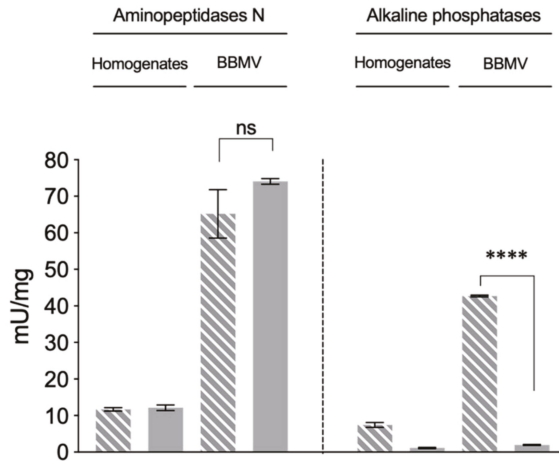 Aminopeptidases N Alkaline phosphatases
Homogenates BBMV Homogenates BBMV
ns
80
70
60
****
50
40
30
20
10
0
mU/mg